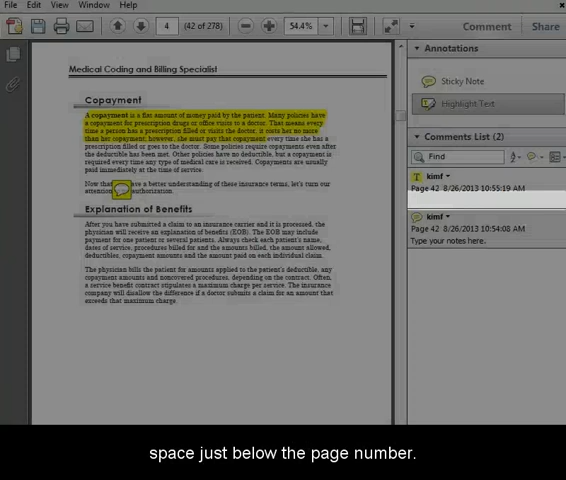 File Edit View Window Help
4 (42 of 278) 54.4% Comment Share
Annotations
Sticky Note
Highlight Text
Comments List (2)
Find
T kimf
Page 42 8/26/2013 10:55:19 AM
kimf
Page 42 8/26/2013 10:54:08 AM
Type your notes here.
Medical Coding and Billing Specialist
Copayment
A copayment is a flat amount of money paid by the patient. Many policies have
a copayment for prescription drugs or office visits to a doctor. That means every
time a person has a prescription filled or visits the doctor, it costs her no more
than her copayment; however, she must pay that copayment every time she has a
prescription filled or goes to the doctor. Some policies require copayments even after
the deductible has been met. Other policies have no deductible, but a copayment is
required every time any type of medical care is received. Copayments are usually
paid immediately at the time of service.
Now that ave a better understanding of these insurance terms, let's turn our
attention authorization.
Explanation of Benefits
After you have submitted a claim to an insurance carrier and it is processed, the
physician will receive an explanation of benefits (EOB). The EOB may include
payment for one patient or several patients. Always check each patient's name,
dates of service, procedures billed for and the amounts billed, the amount allowed,
deductibles, copayment amounts and the amount paid on each individual claim.
The physician bills the patient for amounts applied to the patient's deductible, any
copayment amounts and noncovered procedures, depending on the contract. Often,
a service benefit contract stipulates a maximum charge per service. The insurance
company will disallow the difference if a doctor submits a claim for an amount that
exceeds that maximum charge.
space just below the page number.